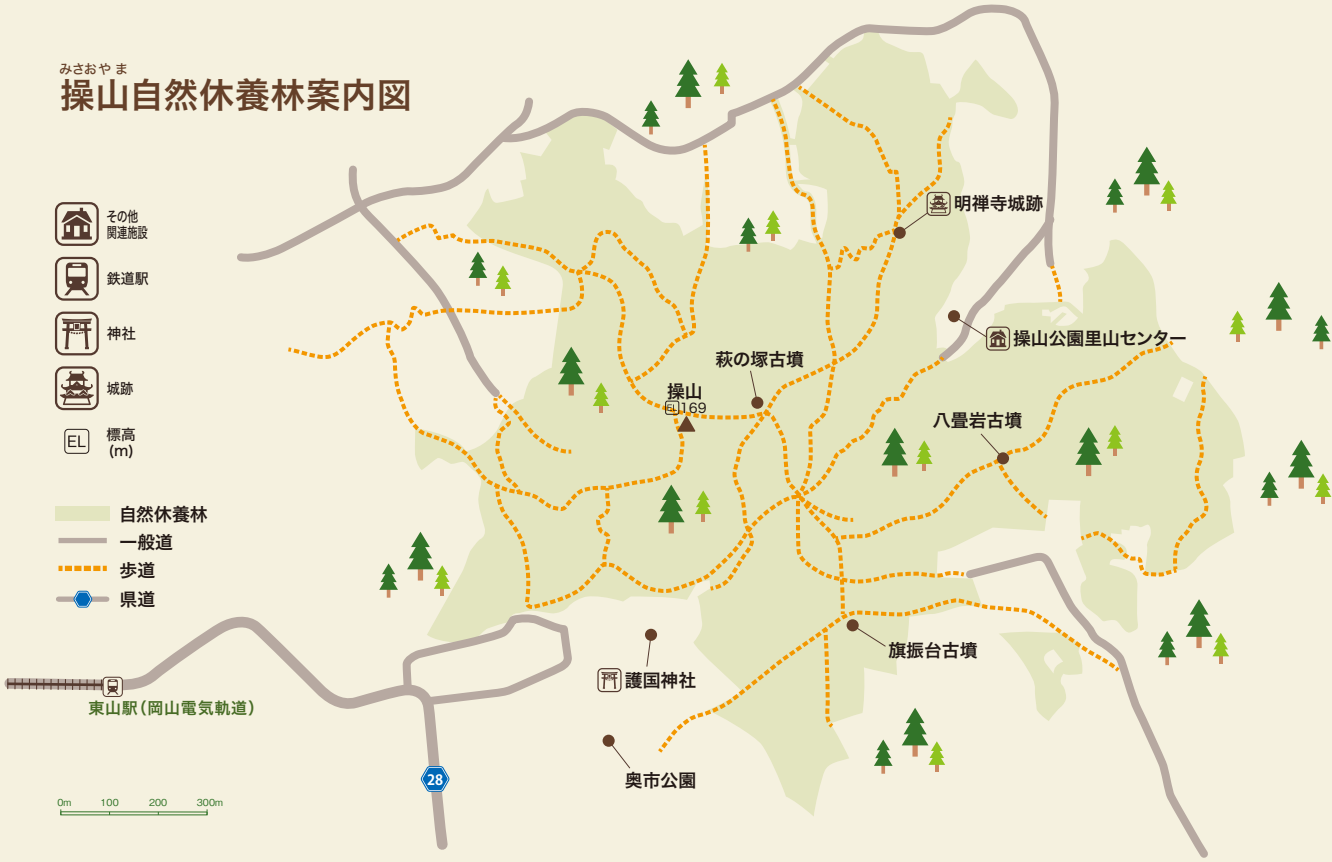 みさおやま
操山自然休養林案内図
その他
関連施設
鉄道駅
神社
城跡
EL
標高
(m)
自然休養林
一般道
歩道
県道
明禅寺城跡
操山公園里山センター
萩の塚古墳
操山
EL 169
八畳岩古墳
旗振台古墳
護国神社
奥市公園
東山駅（岡山電気軌道）
28
0m 100 200 300m